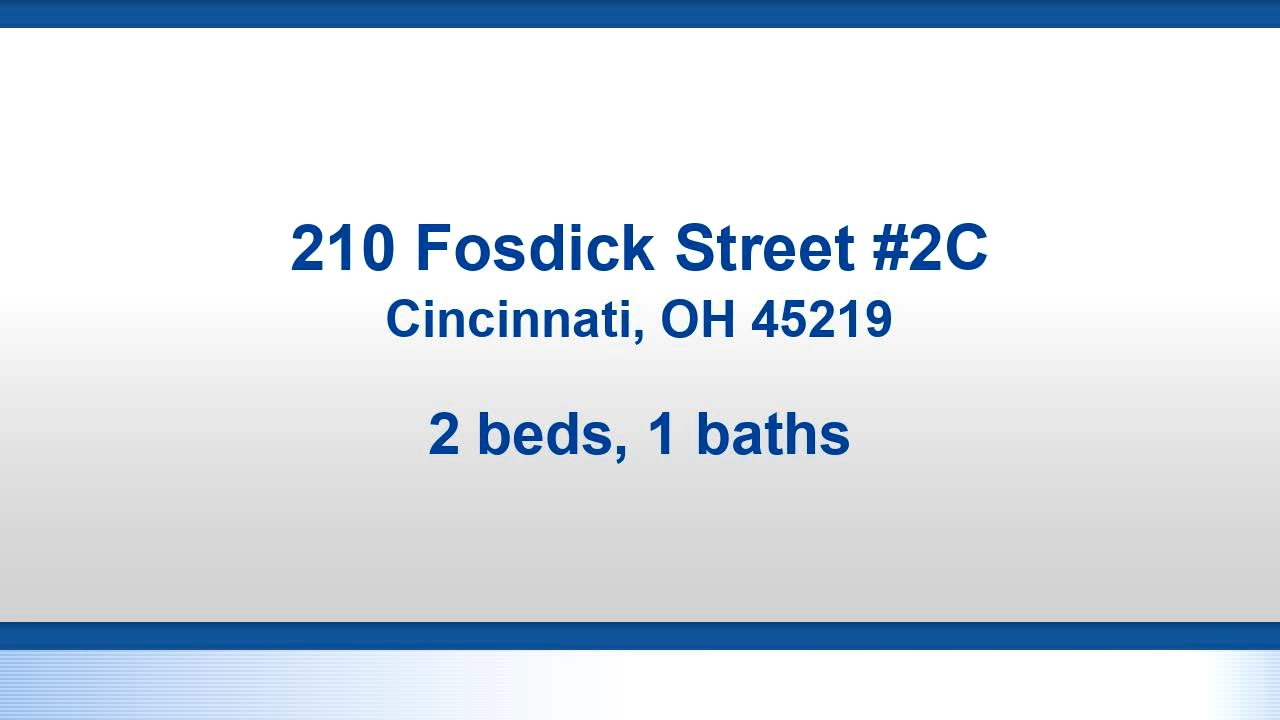 210 Fosdick Street #2C
Cincinnati, OH 45219
2 beds, 1 baths